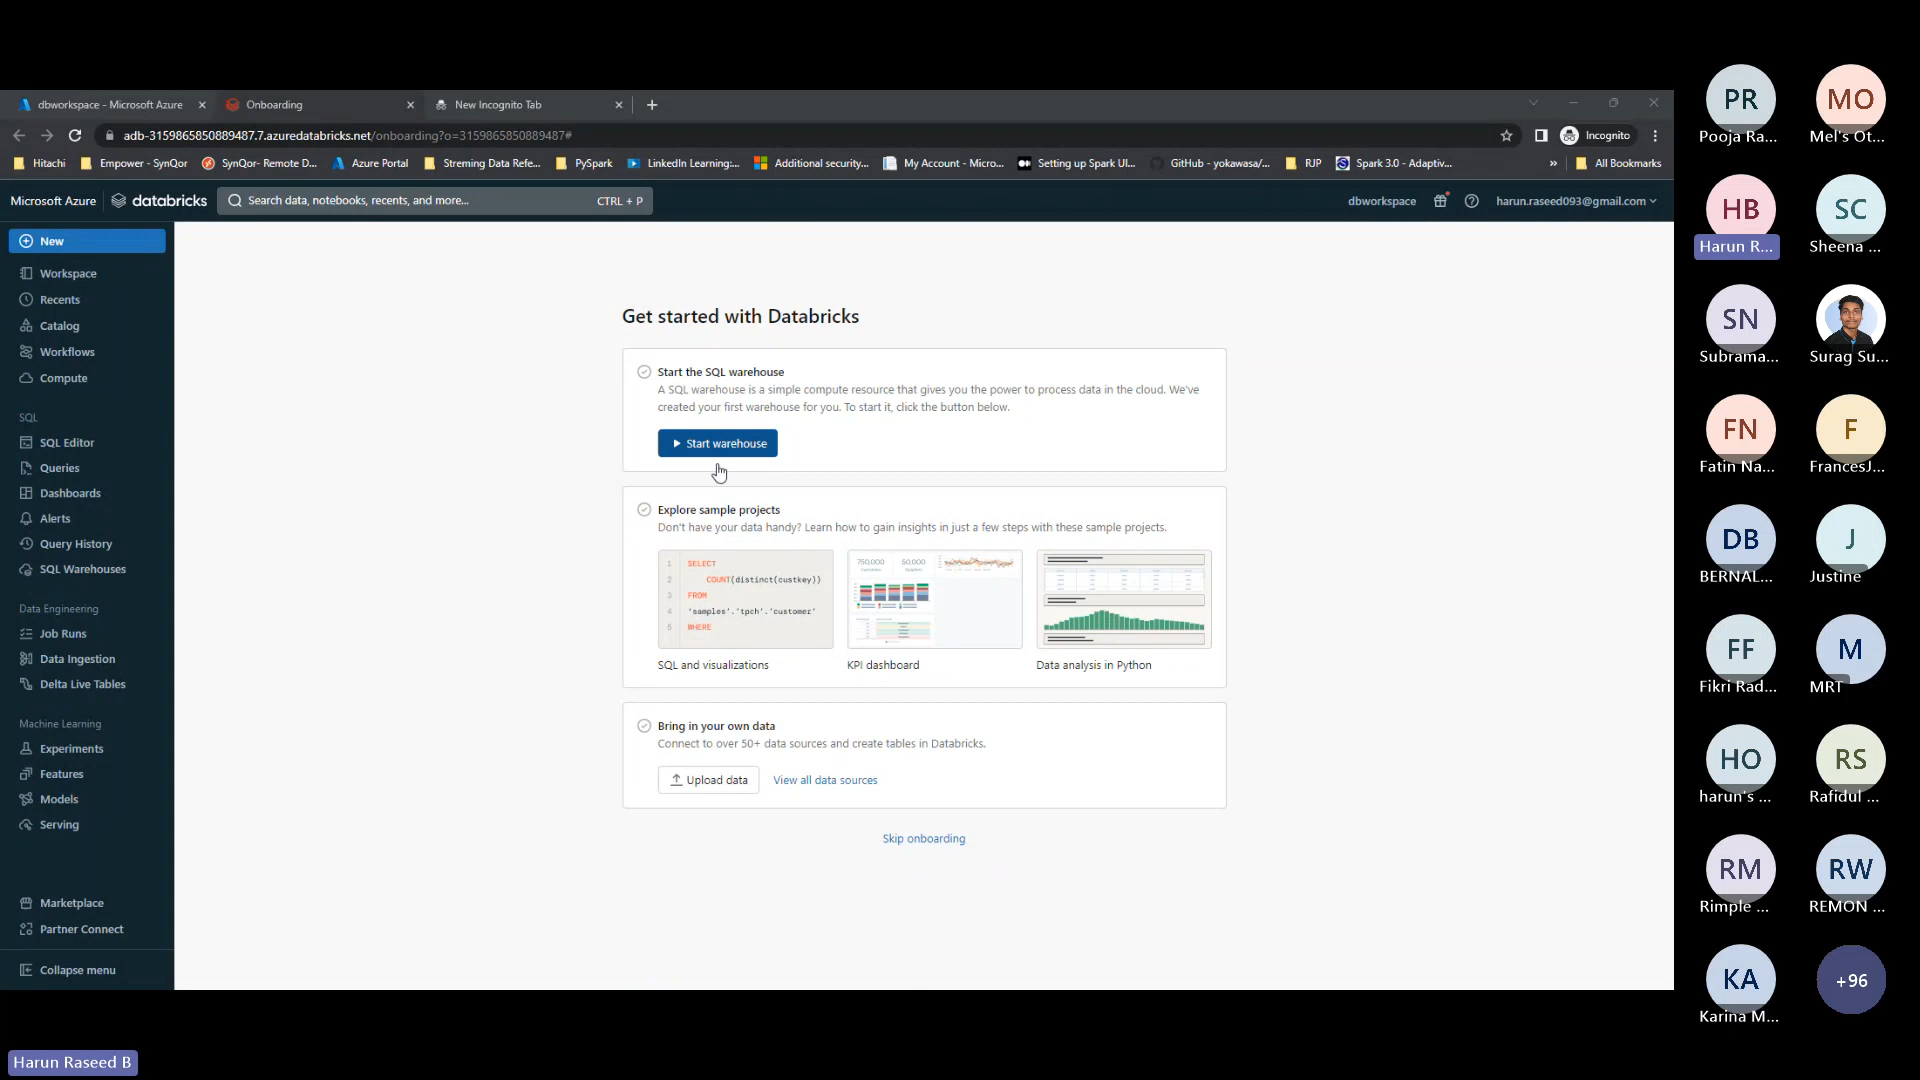 dbworkspace - Microsoft Azure
Onboarding
New Incognito Tab
adb-3159865850889487.7.azuredatabricks.net/onboarding?o=3159865850889487#
Incognito
Hitachi
Empower - SynQor
SynQor- Remote D...
Azure Portal
Streming Data Refe...
PySpark
LinkedIn Learning:...
Additional security...
My Account - Micro...
Setting up Spark UI...
GitHub - yokawasa/...
RJP
Spark 3.0 - Adaptiv...
»
All Bookmarks
Microsoft Azure
databricks
Search data, notebooks, recents, and more...
CTRL + P
dbworkspace
harun.raseed093@gmail.com
New
Workspace
Recents
Catalog
Workflows
Compute
SQL
SQL Editor
Queries
Dashboards
Alerts
Query History
SQL Warehouses
Data Engineering
Job Runs
Data Ingestion
Delta Live Tables
Machine Learning
Experiments
Features
Models
Serving
Marketplace
Partner Connect
Collapse menu
Get started with Databricks
Start the SQL warehouse
A SQL warehouse is a simple compute resource that gives you the power to process data in the cloud. We've
created your first warehouse for you. To start it, click the button below.
Start warehouse
Explore sample projects
Don't have your data handy? Learn how to gain insights in just a few steps with these sample projects.
1 SELECT
2 COUNT(distinct(custkey))
3 FROM
4 'samples'.'tpch'.'customer'
5 WHERE
750,000
50,000
SQL and visualizations
KPI dashboard
Data analysis in Python
Bring in your own data
Connect to over 50+ data sources and create tables in Databricks.
Upload data
View all data sources
Skip onboarding
PR
Pooja Ra...
MO
Mel's Ot...
HB
Harun R...
SC
Sheena ...
SN
Subrama...
Surag Su...
FN
Fatin Na...
F
FrancesJ...
DB
BERNAL...
J
Justine
FF
Fikri Rad...
M
MRT
HO
harun's ...
RS
Rafidul ...
RM
Rimple ...
RW
REMON ...
KA
Karina M...
+96
Harun Raseed B